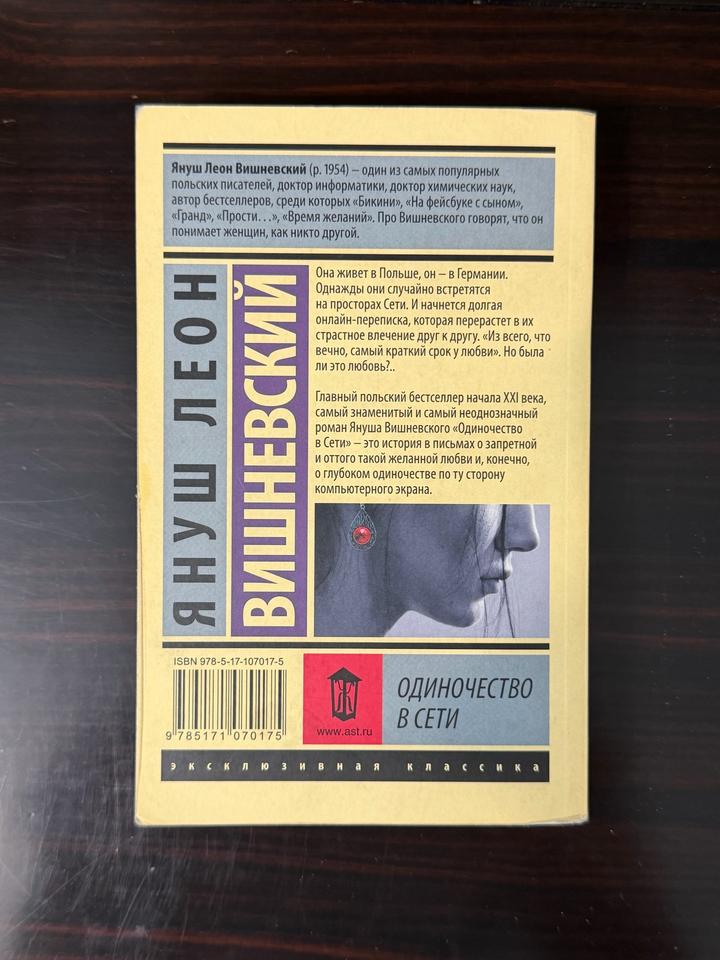 Януш Леон Вишневский (р. 1954) – один из самых популярных
польских писателей, доктор информатики, доктор химических наук,
автор бестселлеров, среди которых «Бикини», «На фейсбуке с сыном»,
«Гранд», «Прости…», «Время желаний». Про Вишневского говорят, что он
понимает женщин, как никто другой.
ЯНУШ ЛЕОН
ВИШНЕВСКИЙ
Она живет в Польше, он – в Германии.
Однажды они случайно встретятся
на просторах Сети. И начнется долгая
онлайн-переписка, которая перерастет в их
страстное влечение друг к другу. «Из всего, что
вечно, самый краткий срок у любви». Но была
ли это любовь?..
Главный польский бестселлер начала XXI века,
самый знаменитый и самый неоднозначный
роман Януша Вишневского «Одиночество
в Сети» – это история в письмах о запретной
и оттого такой желанной любви и, конечно,
о глубоком одиночестве по ту сторону
компьютерного экрана.
ISBN 978-5-17-107017-5
9 785171 070175
www.ast.ru
ОДИНОЧЕСТВО
В СЕТИ
эксклюзивная классика